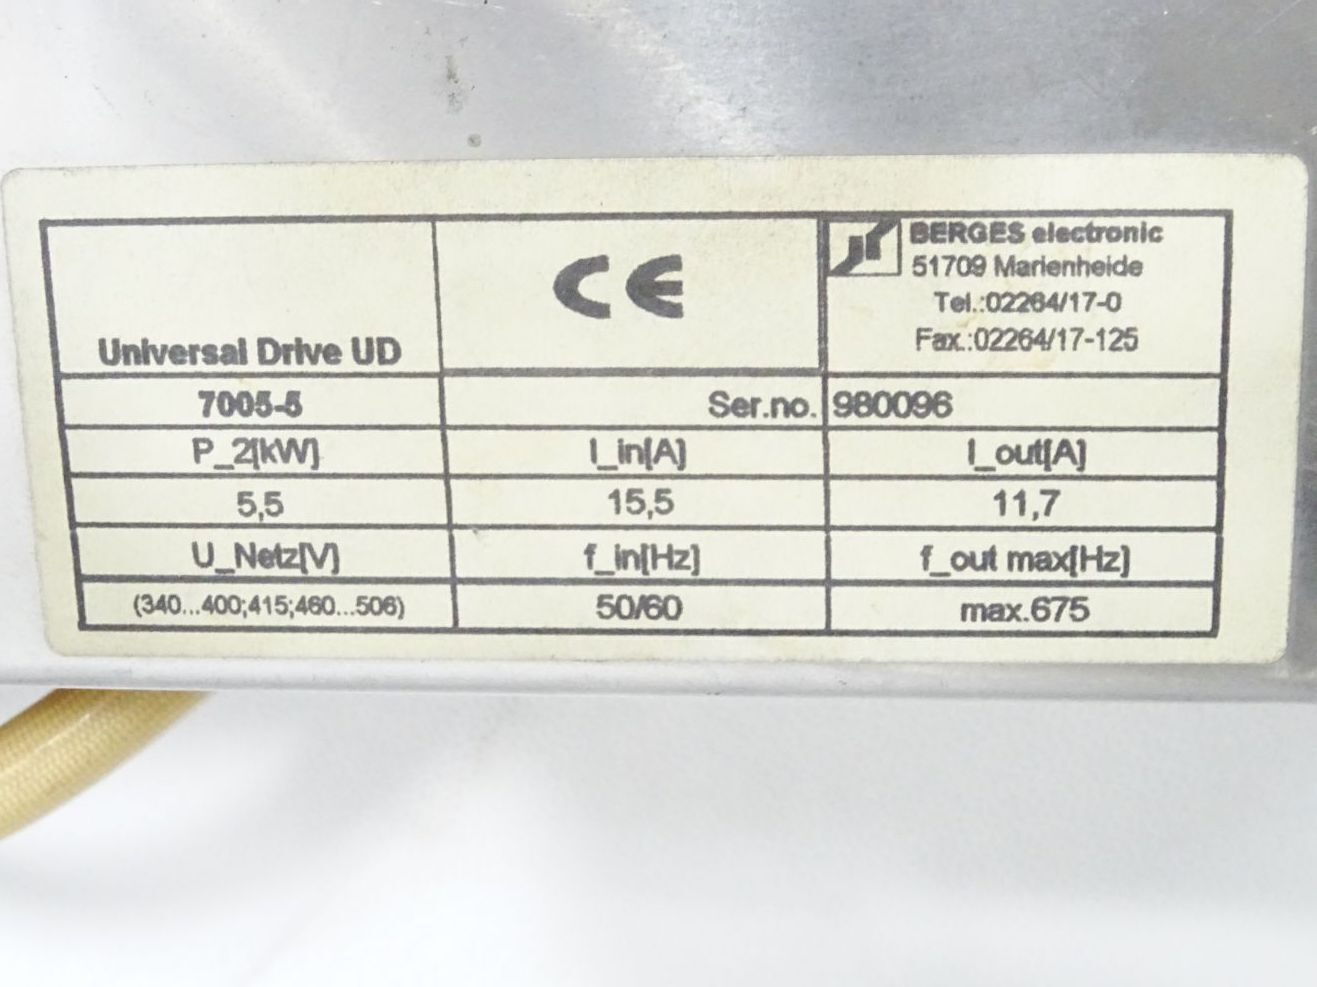 BERGES electronic
51709 Marienheide
Tel.:02264/17-0
Fax.:02264/17-125
CE
Universal Drive UD
7005-5
Ser.no. 980096
P_2[kW] I_in[A] I_out[A]
5,5 15,5 11,7
U_Netz[V] f_in[Hz] f_out max[Hz]
(340...400;415;460...506) 50/60 max.675